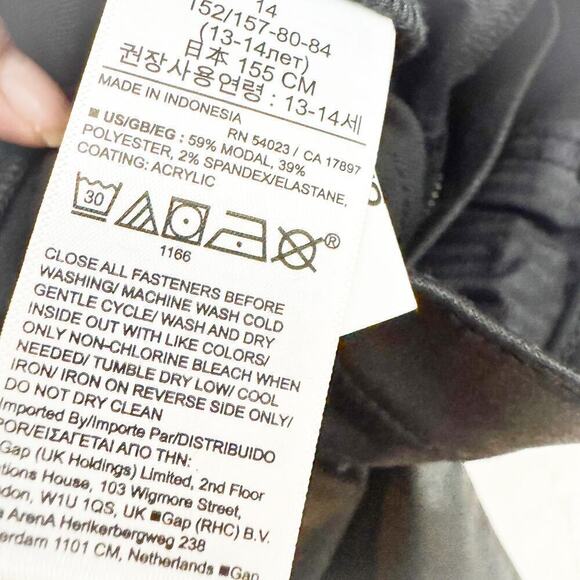 14
152/157-80-84
(13-14лет)
日本 155 CM
권장사용연령 : 13-14세
MADE IN INDONESIA
RN 54023 / CA 17897
■ US/GB/EG : 59% MODAL, 39%
POLYESTER, 2% SPANDEX/ELASTANE,
COATING: ACRYLIC
30
®
1166
CLOSE ALL FASTENERS BEFORE
WASHING/ MACHINE WASH COLD
GENTLE CYCLE/ WASH AND DRY
INSIDE OUT WITH LIKE COLORS/
ONLY NON-CHLORINE BLEACH WHEN
NEEDED/ TUMBLE DRY LOW/ COOL
IRON/ IRON ON REVERSE SIDE ONLY/
DO NOT DRY CLEAN
Imported By/Importe Par/DISTRIBUIDO
POR/ΕΙΣΑΓΕΤΑΙ ΑΠΟ ΤΗΝ:
Gap (UK Holdings) Limited, 2nd Floor
ations House, 103 Wigmore Street,
don, W1U 1QS, UK ■Gap (RHC) B.V.
ArenA Herikerbergweg 238
erdam 1101 CM, Netherlands ■Gap